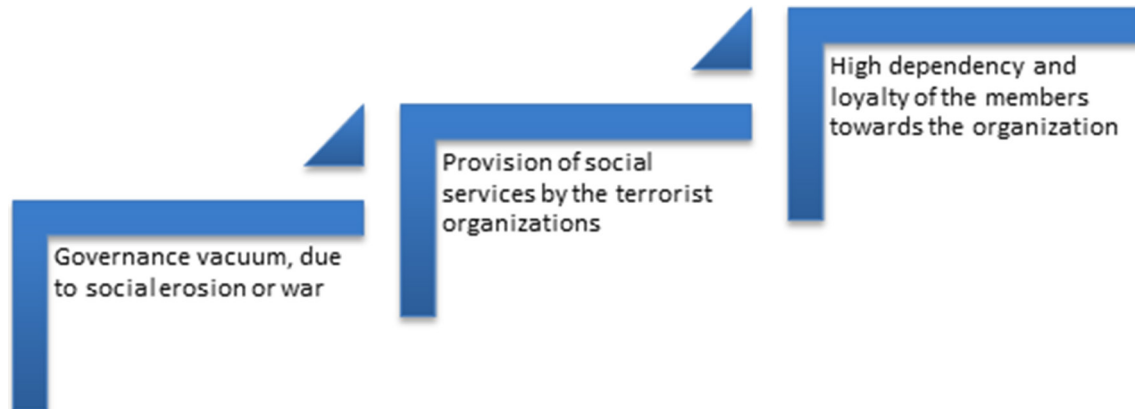 Governance vacuum, due
to social erosion or war
Provision of social
services by the terrorist
organizations
High dependency and
loyalty of the members
towards the organization